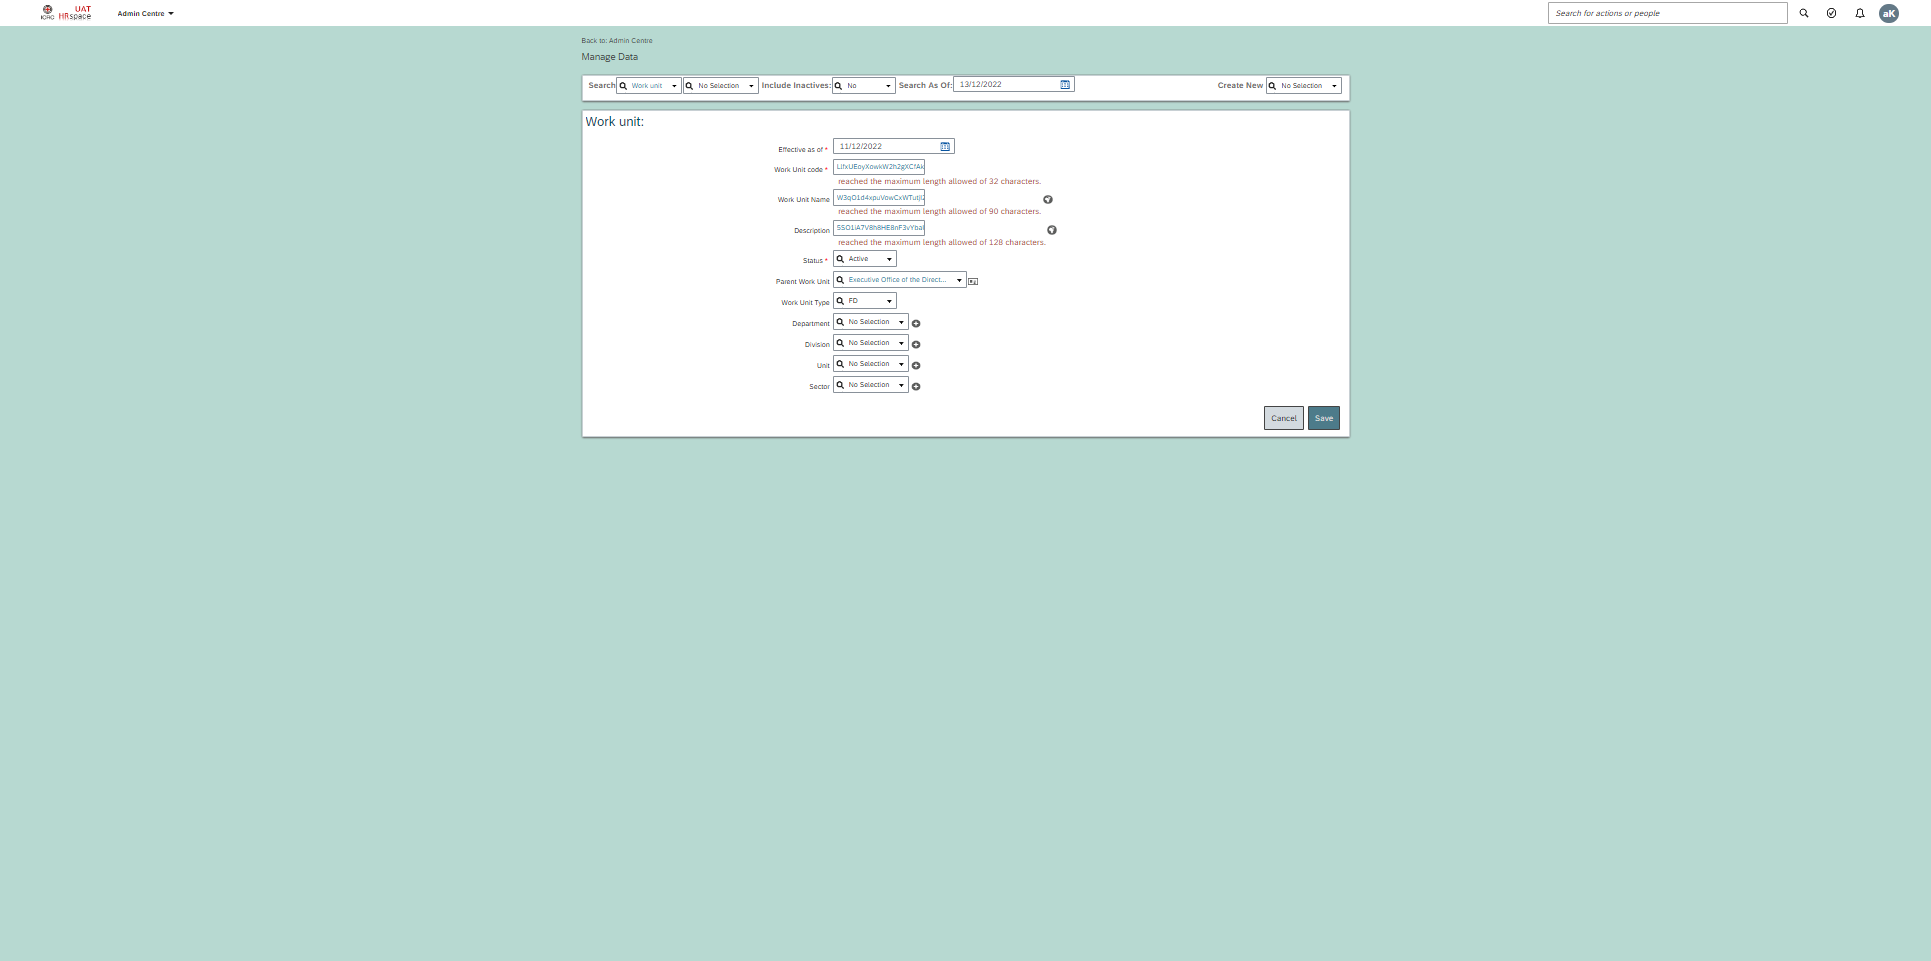 ICRC
UAT
HRspace
Admin Centre
Search for actions or people
aK
Back to: Admin Centre
Manage Data
Search Work unit No Selection Include Inactives: No Search As Of: 13/12/2022 Create New No Selection
Work unit:
Effective as of * 11/12/2022
Work Unit code *
reached the maximum length allowed of 32 characters.
Work Unit Name
reached the maximum length allowed of 90 characters.
Description
reached the maximum length allowed of 128 characters.
Status * Active
Parent Work Unit Executive Office of the Direct...
Work Unit Type FD
Department No Selection
Division No Selection
Unit No Selection
Sector No Selection
Cancel Save